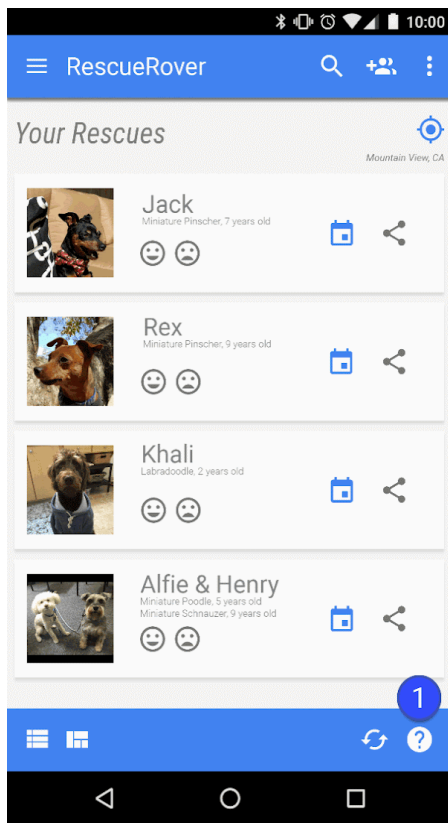 10:00
RescueRover
Your Rescues
Mountain View, CA
Jack
Miniature Pinscher, 7 years old
Rex
Miniature Pinscher, 9 years old
Khali
Labradoodle, 2 years old
Alfie & Henry
Miniature Poodle, 5 years old
Miniature Schnauzer, 9 years old
1